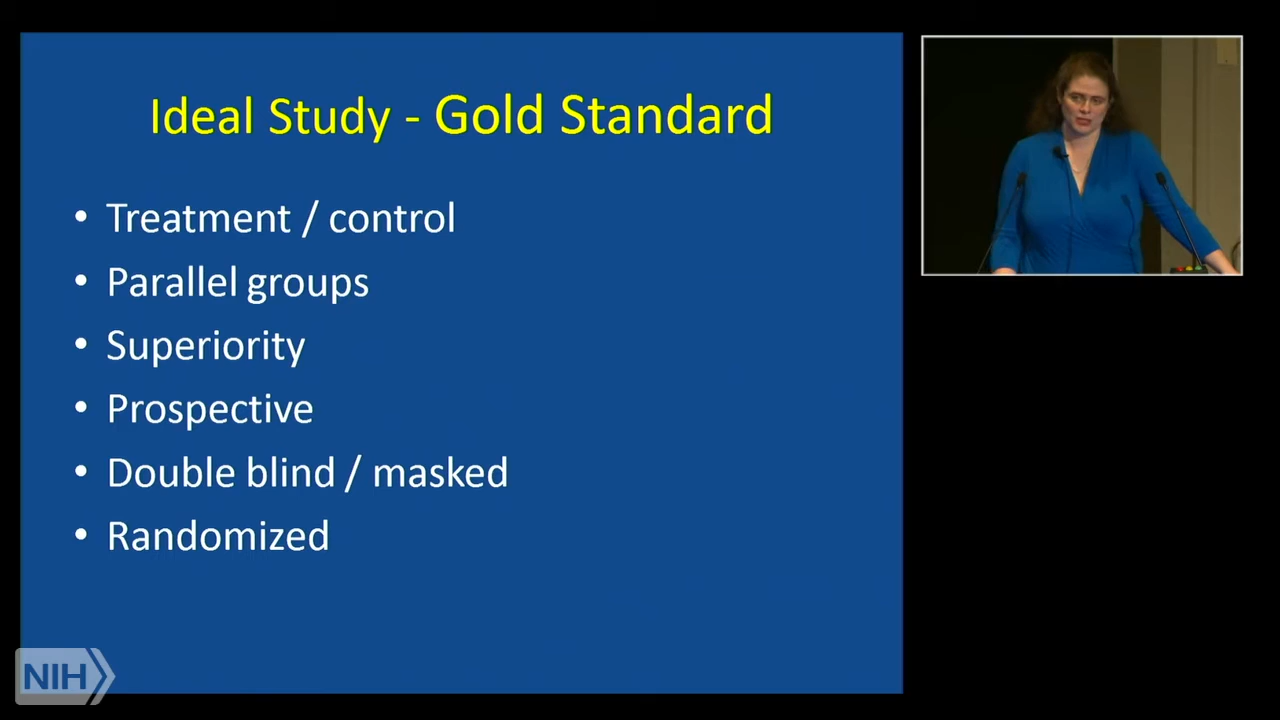 Ideal Study - Gold Standard
• Treatment / control
• Parallel groups
• Superiority
• Prospective
• Double blind / masked
• Randomized
NIH